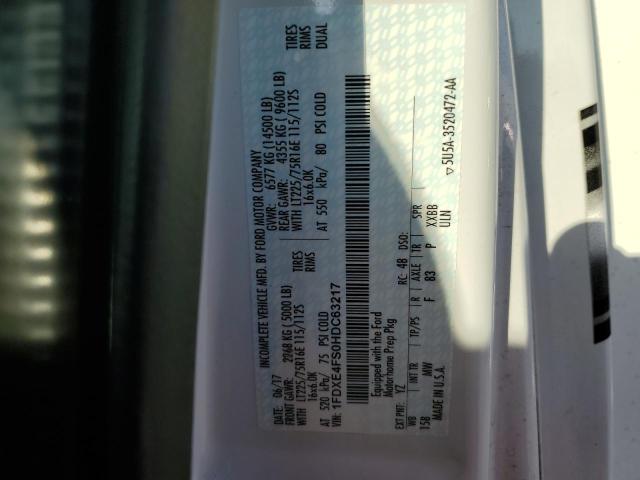 INCOMPLETE VEHICLE MFD. BY FORD MOTOR COMPANY
DATE: 06/17 GVWR: 6577 KG (14500 LB)
FRONT GAWR: 2268 KG ( 5000 LB) REAR GAWR: 4355 KG ( 9600 LB)
WITH LT225/75R16E 115/112S TIRES WITH LT225/75R16E 115/112S TIRES
16x6.0K RIMS 16x6.0K RIMS
AT 520 kPa/ 75 PSI COLD AT 550 kPa/ 80 PSI COLD DUAL
VIN: 1FDXE4FS0HDC63217
Equipped with the Ford
Motorhome Prep Pkg
EXT PNT: YZ RC: 48 DSO:
WB INT TR TP/PS R AXLE TR SPR
158 MW F 83 P XXBB
MADE IN U.S.A. ULN
▽ 5U5A-3520472-AA